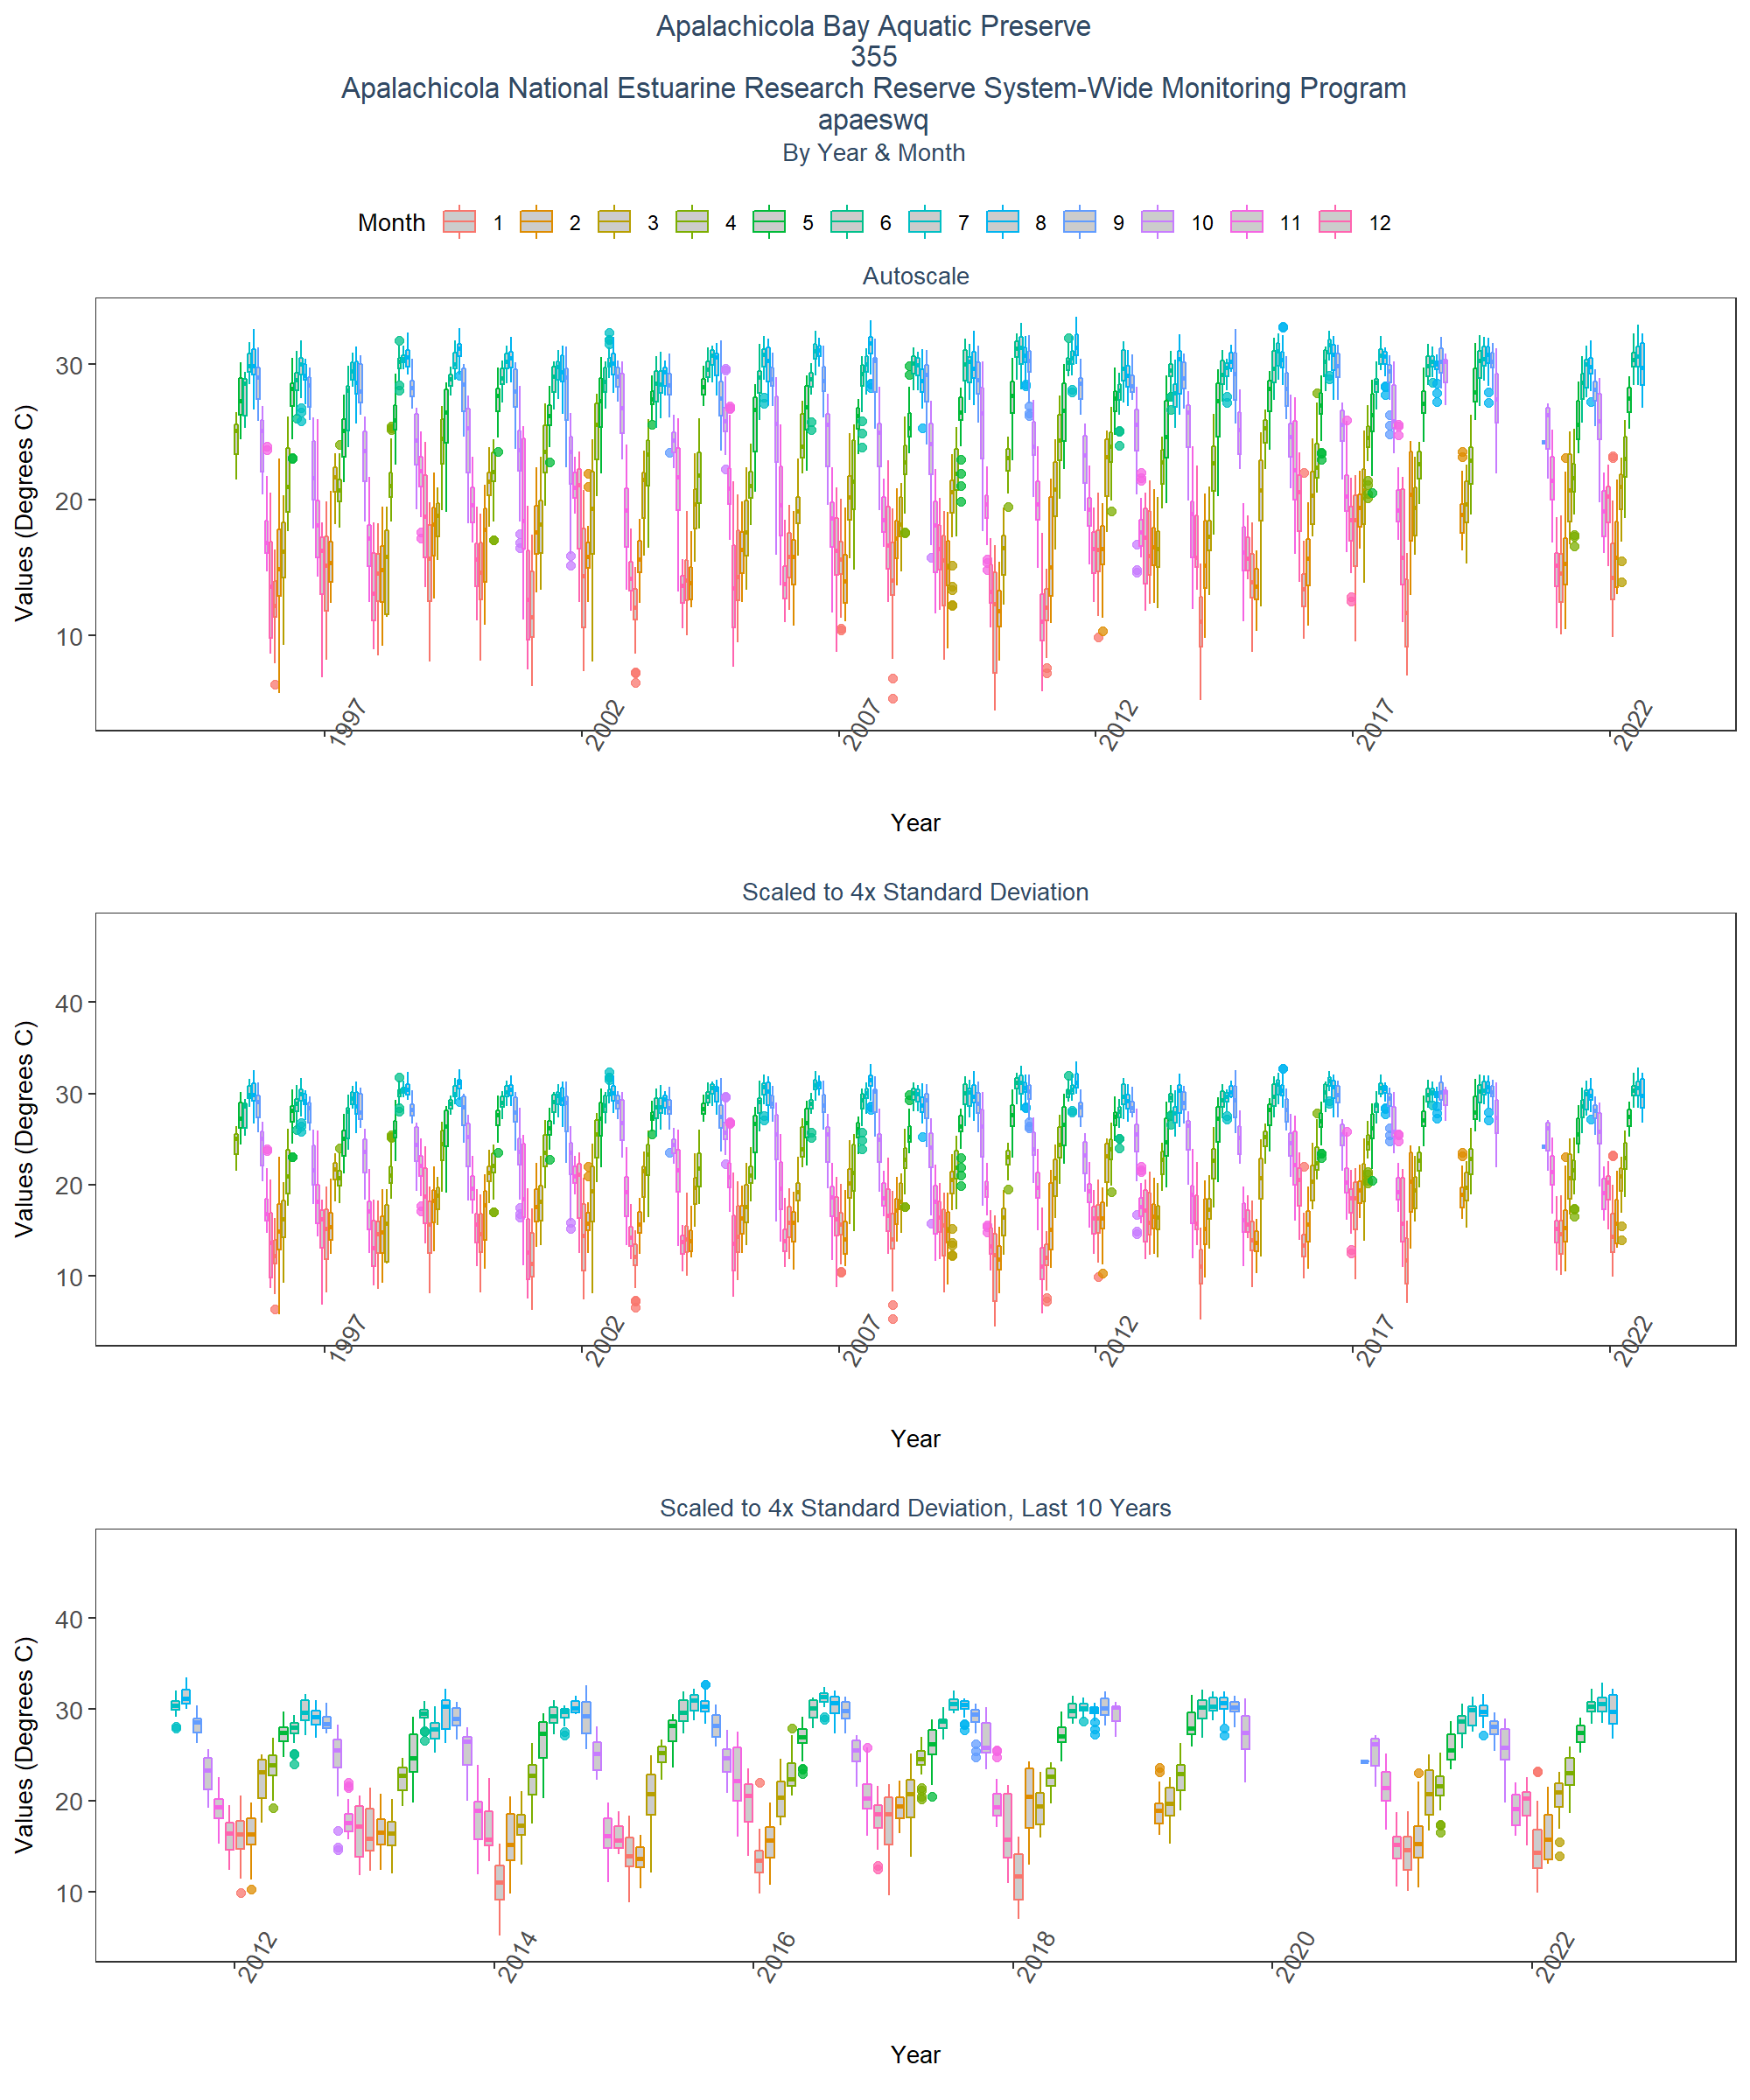 Apalachicola Bay Aquatic Preserve
355
Apalachicola National Estuarine Research Reserve System-Wide Monitoring Program
apaeswq
By Year & Month
Month 1 2 3 4 5 6 7 8 9 10 11 12
Autoscale
Values (Degrees C)
30
20
10
1997 2002 2007 2012 2017 2022
Year
Scaled to 4x Standard Deviation
Values (Degrees C)
40
30
20
10
1997 2002 2007 2012 2017 2022
Year
Scaled to 4x Standard Deviation, Last 10 Years
Values (Degrees C)
40
30
20
10
2012 2014 2016 2018 2020 2022
Year